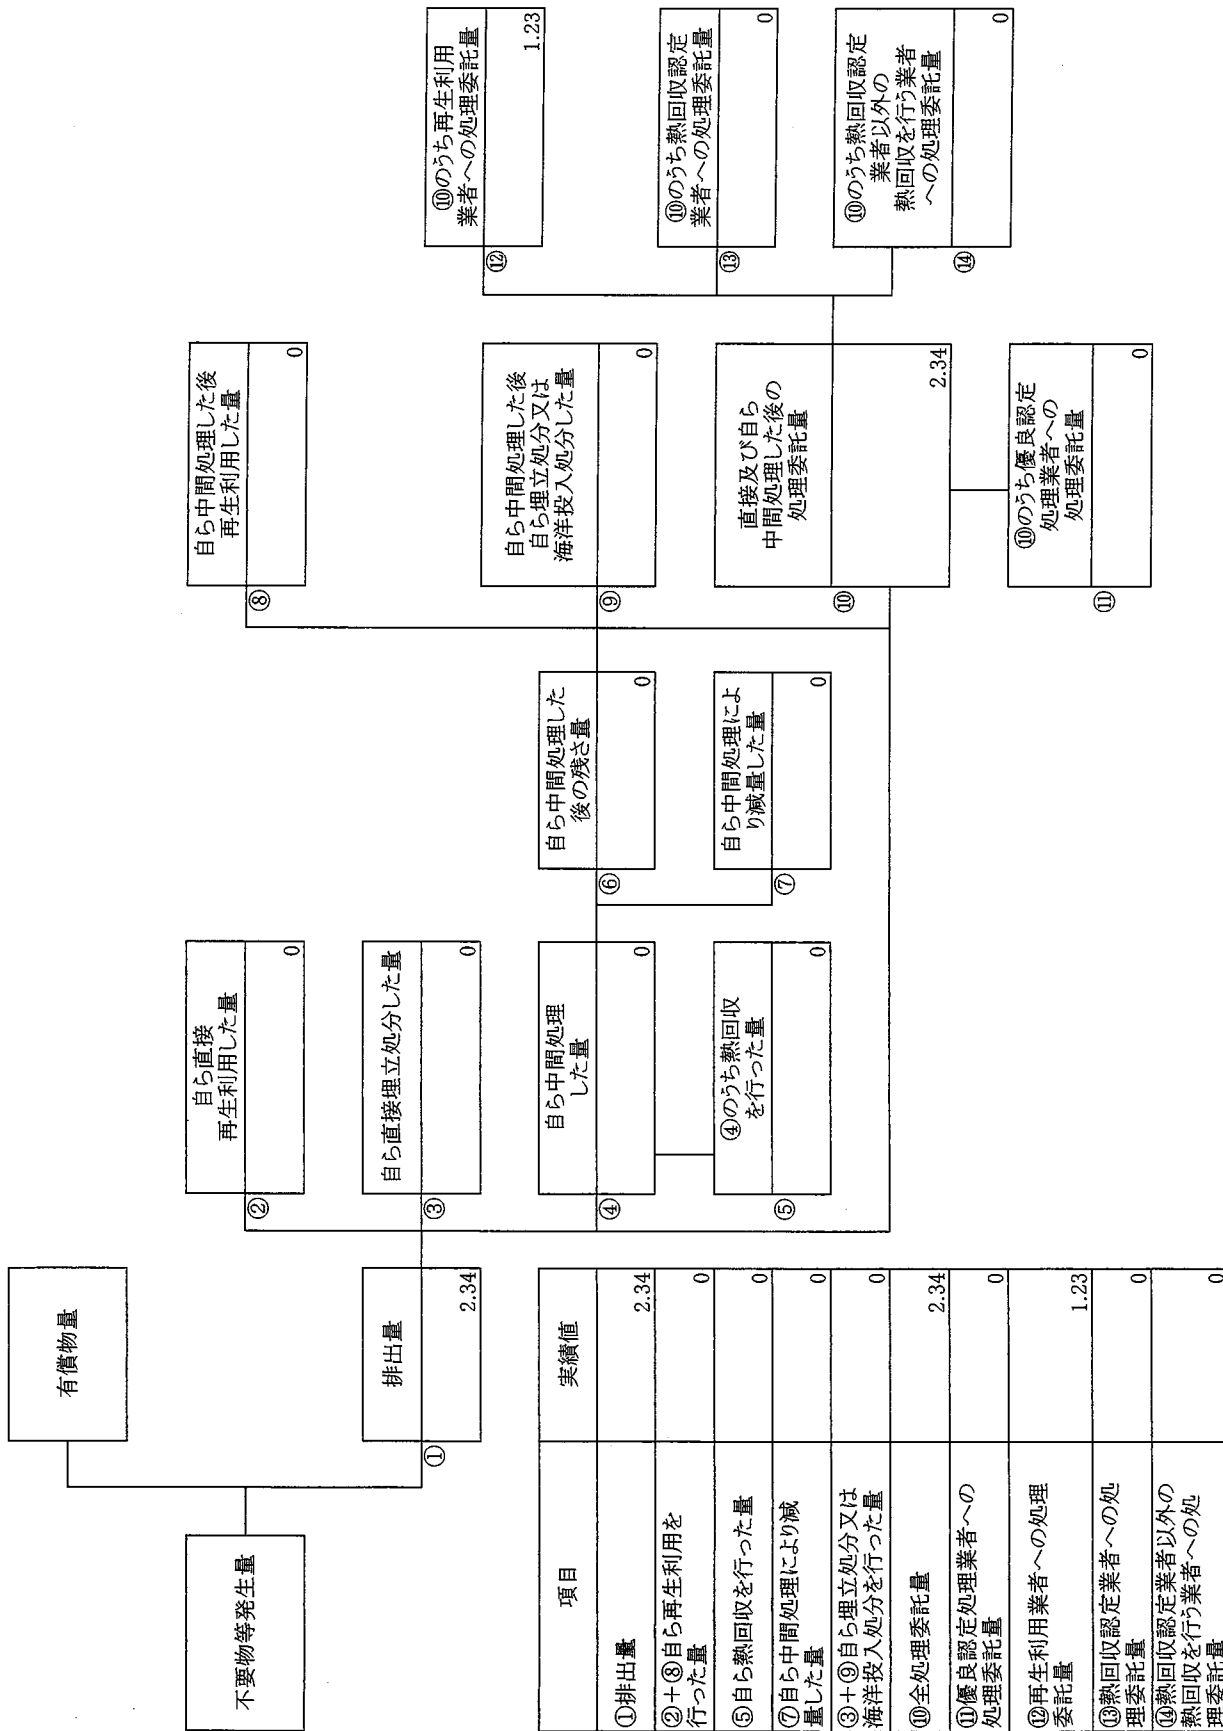 不要物等発生量
有償物量
①
排出量
2.34
②
自ら直接
再生利用した量
0
③
自ら直接埋立処分した量
0
④
自ら中間処理
した量
0
⑤
④のうち熱回収
を行った量
0
⑥
自ら中間処理した
後の残さ量
0
⑦
自ら中間処理によ
り減量した量
0
⑧
自ら中間処理した後
再生利用した量
0
⑨
自ら中間処理した後
自ら埋立処分又は
海洋投入処分した量
0
⑩
直接及び自ら
中間処理した後の
処理委託量
2.34
⑪
⑩のうち優良認定
処理業者への
処理委託量
0
⑫
⑩のうち再生利用
業者への処理委託量
1.23
⑬
⑩のうち熱回収認定
業者への処理委託量
0
⑭
⑩のうち熱回収認定
業者以外の
熱回収を行う業者
への処理委託量
0
項目 実績値
①排出量 2.34
②+⑧自ら再生利用を
行った量 0
⑤自ら熱回収を行った量 0
⑦自ら中間処理により減
量した量 0
③+⑨自ら埋立処分又は
海洋投入処分を行った量 0
⑩全処理委託量 2.34
⑪優良認定処理業者への
処理委託量 0
⑫再生利用業者への処理
委託量 1.23
⑬熱回収認定業者への処
理委託量 0
⑭熱回収認定業者以外の
熱回収を行う業者への処
理委託量 0